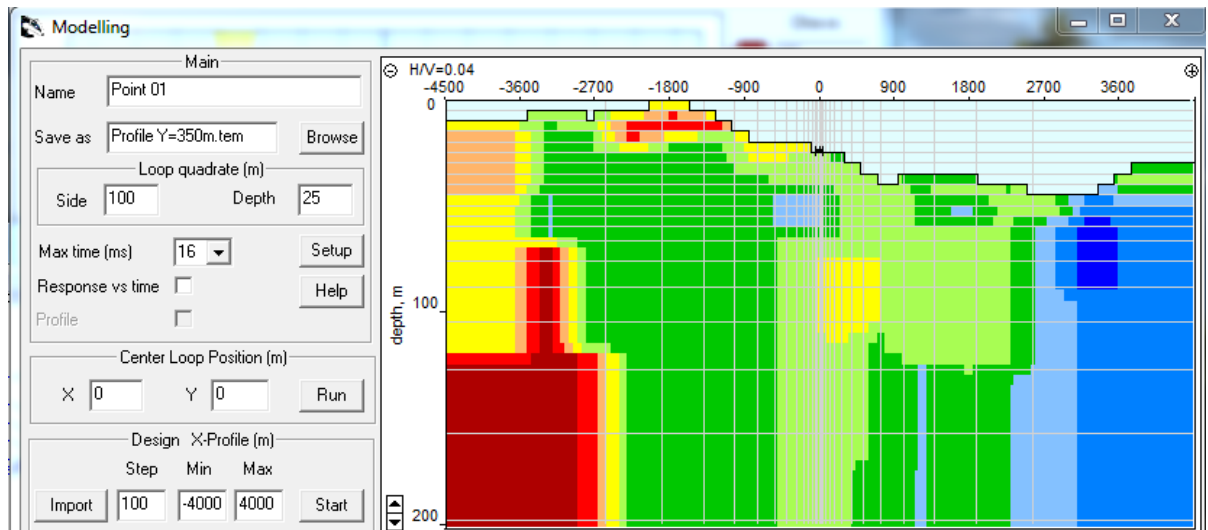 Modelling
Main
Name Point 01
Save as Profile Y=350m.tem Browse
Loop quadrate (m)
Side 100 Depth 25
Max time (ms) 16 Setup
Response vs time
Help
Profile
Center Loop Position (m)
X 0 Y 0 Run
Design X-Profile (m)
Step Min Max
Import 100 -4000 4000 Start
H/V=0.04
-4500 -3600 -2700 -1800 -900 0 900 1800 2700 3600
0
100
200
depth, m